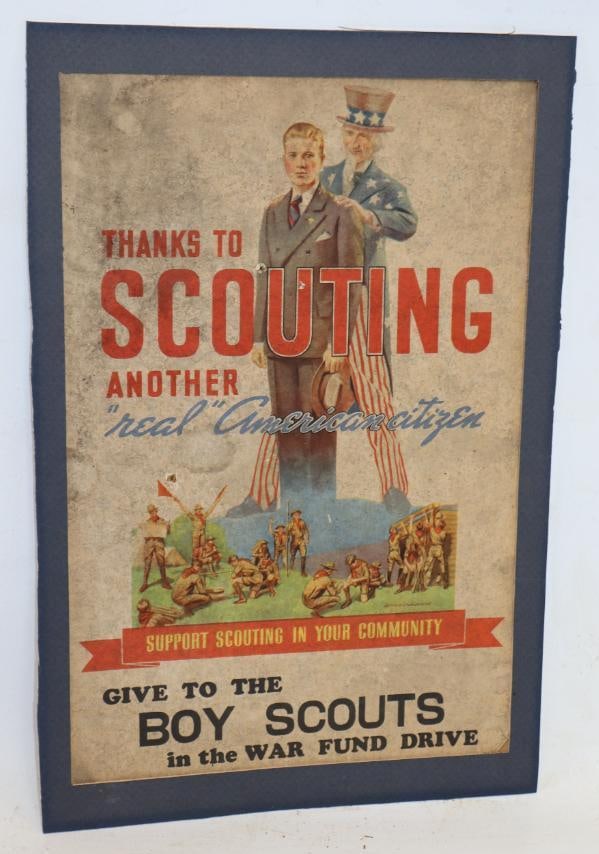 THANKS TO
SCOUTING
ANOTHER
"real" American citizen
SUPPORT SCOUTING IN YOUR COMMUNITY
GIVE TO THE
BOY SCOUTS
in the WAR FUND DRIVE